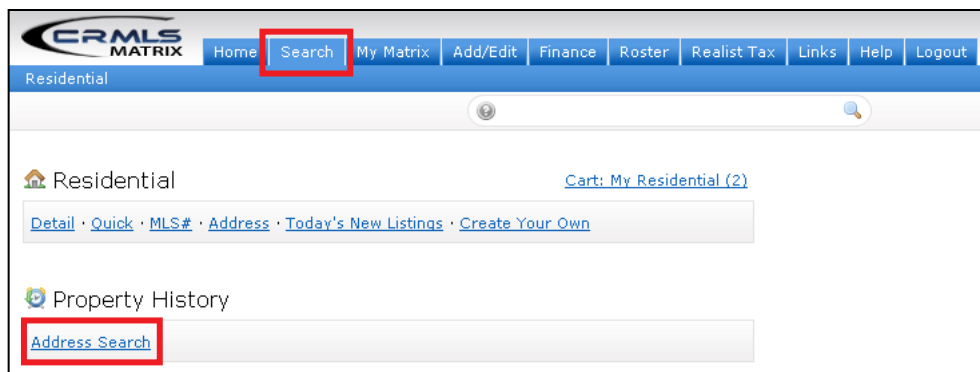 CRMLS
MATRIX
Home Search My Matrix Add/Edit Finance Roster Realist Tax Links Help Logout
Residential
?
Residential Cart: My Residential (2)
Detail · Quick · MLS# · Address · Today's New Listings · Create Your Own
Property History
Address Search